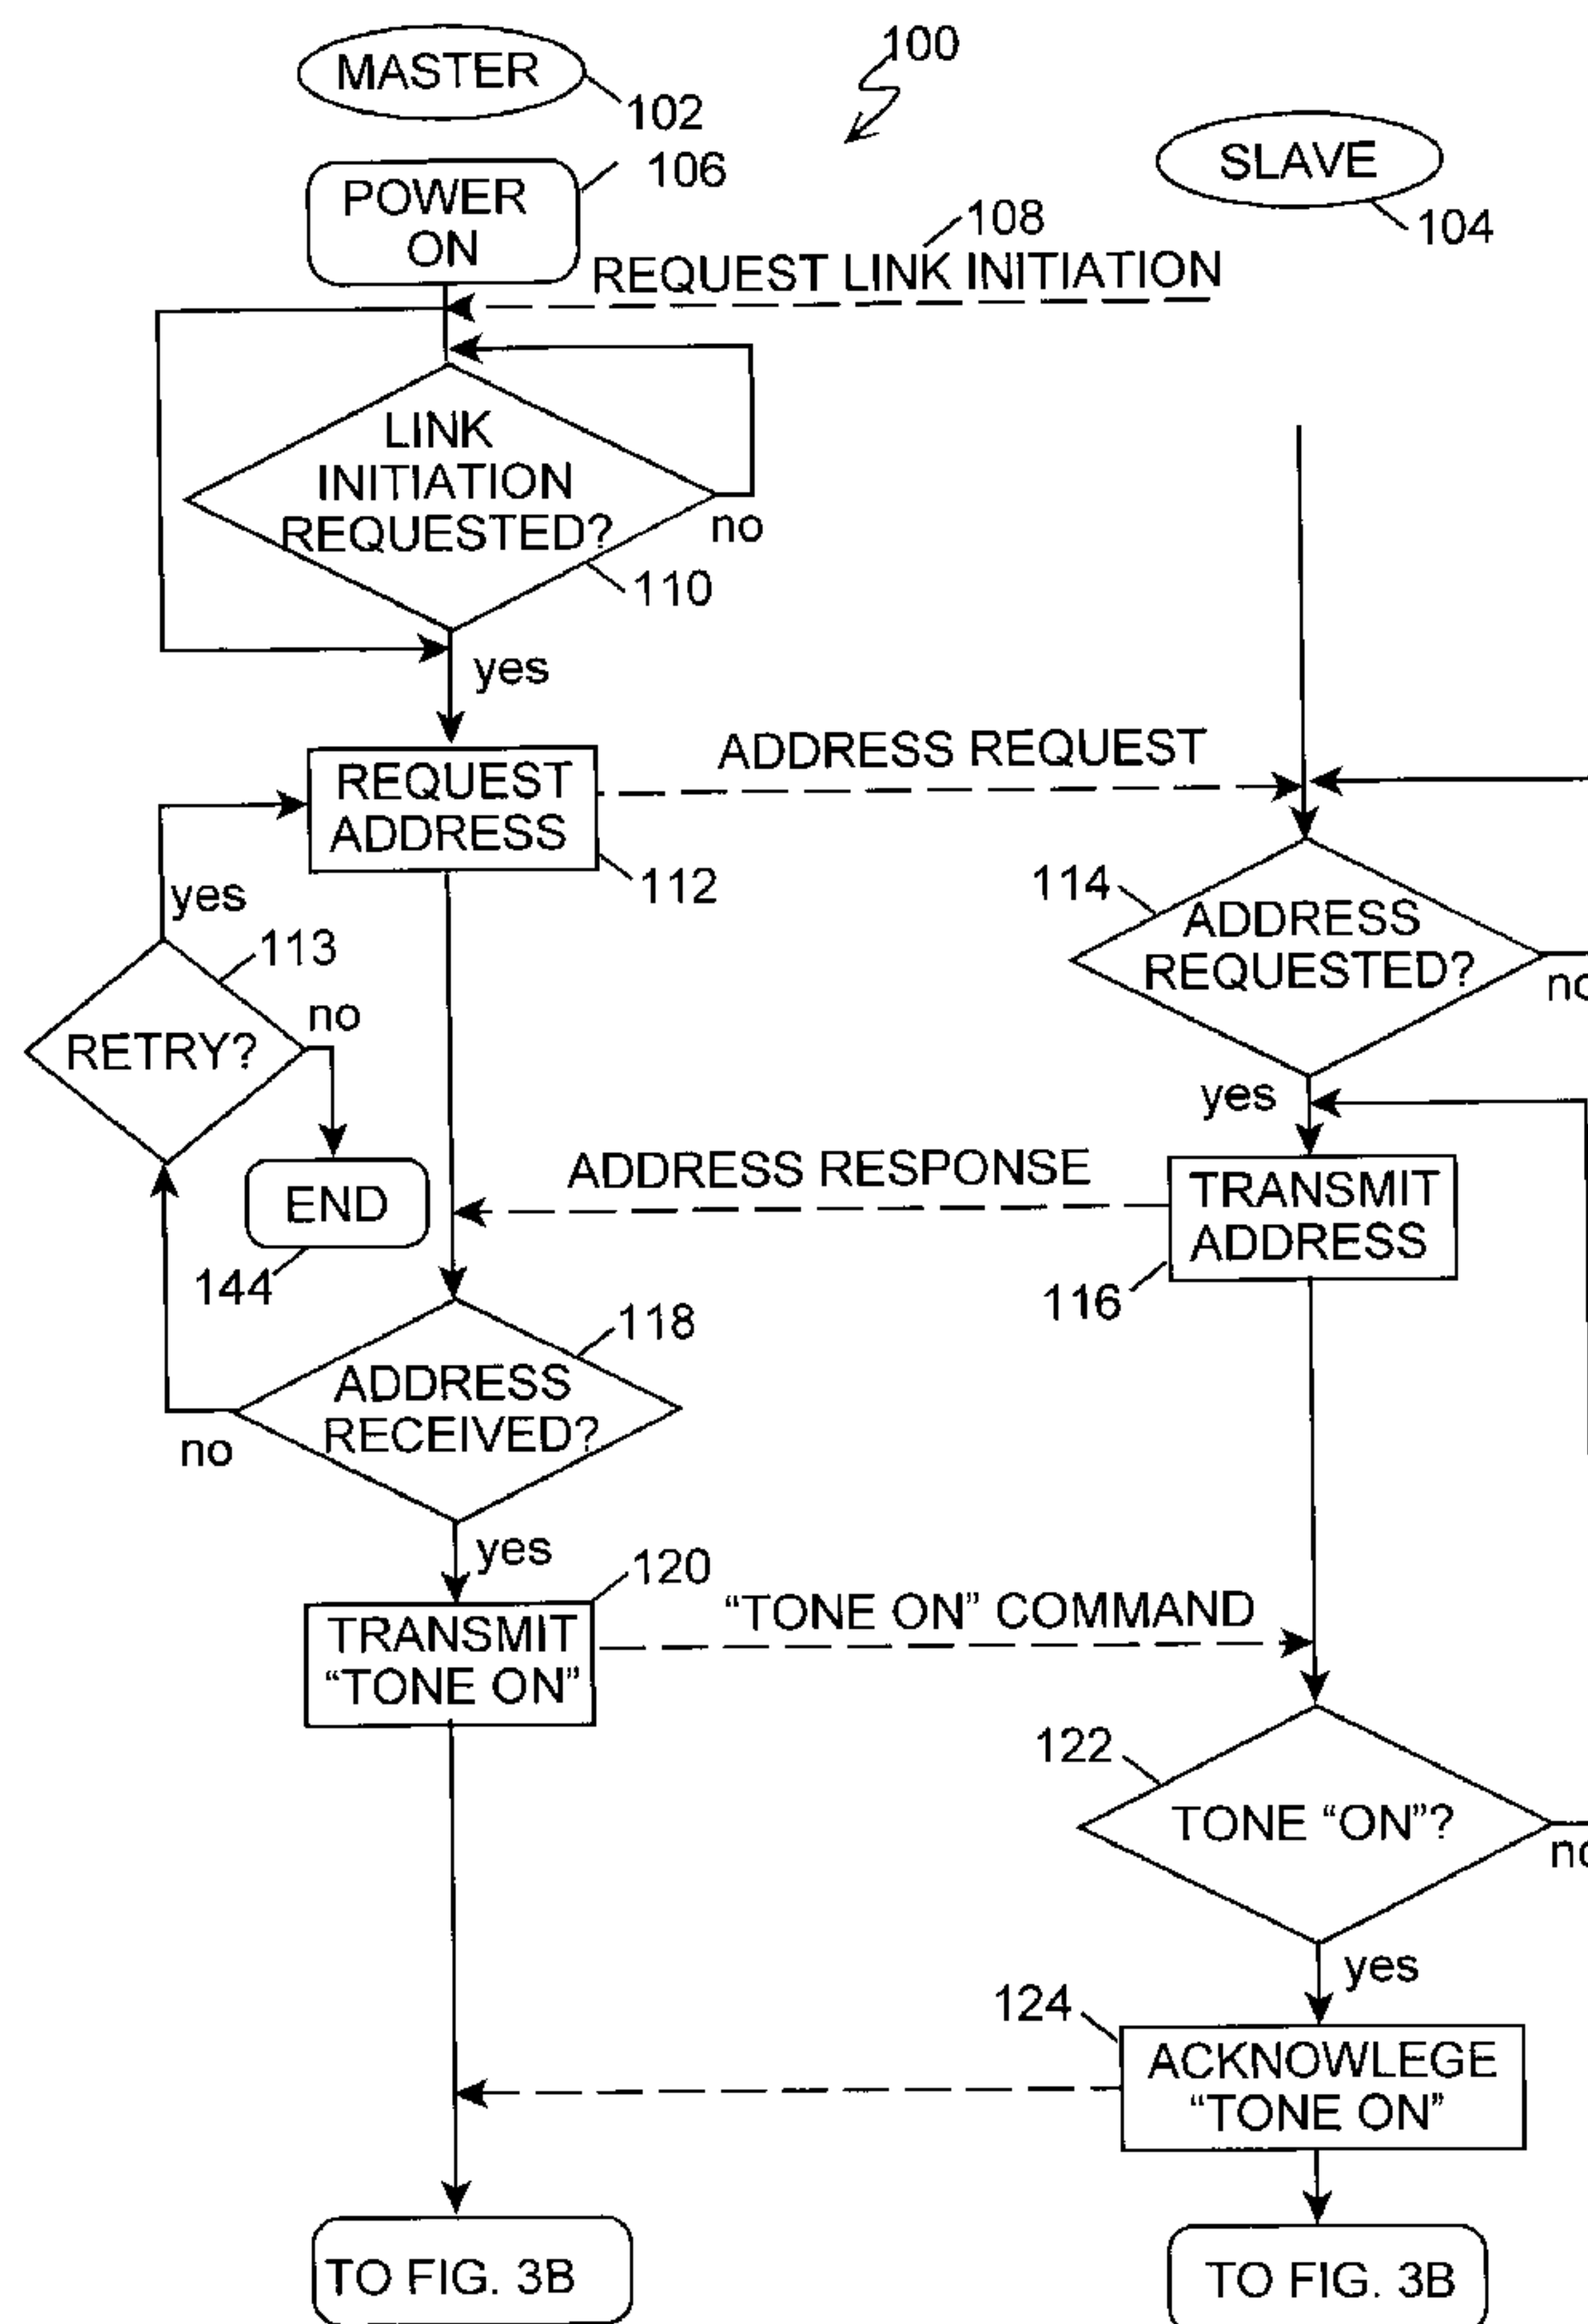 100
MASTER
102
SLAVE
104
106
POWER
ON
108
REQUEST LINK INITIATION
LINK
INITIATION
REQUESTED?
no
110
yes
ADDRESS REQUEST
REQUEST
ADDRESS
112
114
ADDRESS
REQUESTED?
no
yes
113
no
RETRY?
yes
ADDRESS RESPONSE
TRANSMIT
ADDRESS
END
144
116
118
ADDRESS
RECEIVED?
no
yes
120
"TONE ON" COMMAND
TRANSMIT
“TONE ON”
122
TONE “ON”?
no
yes
124
ACKNOWLEGE
“TONE ON”
TO FIG. 3B
TO FIG. 3B